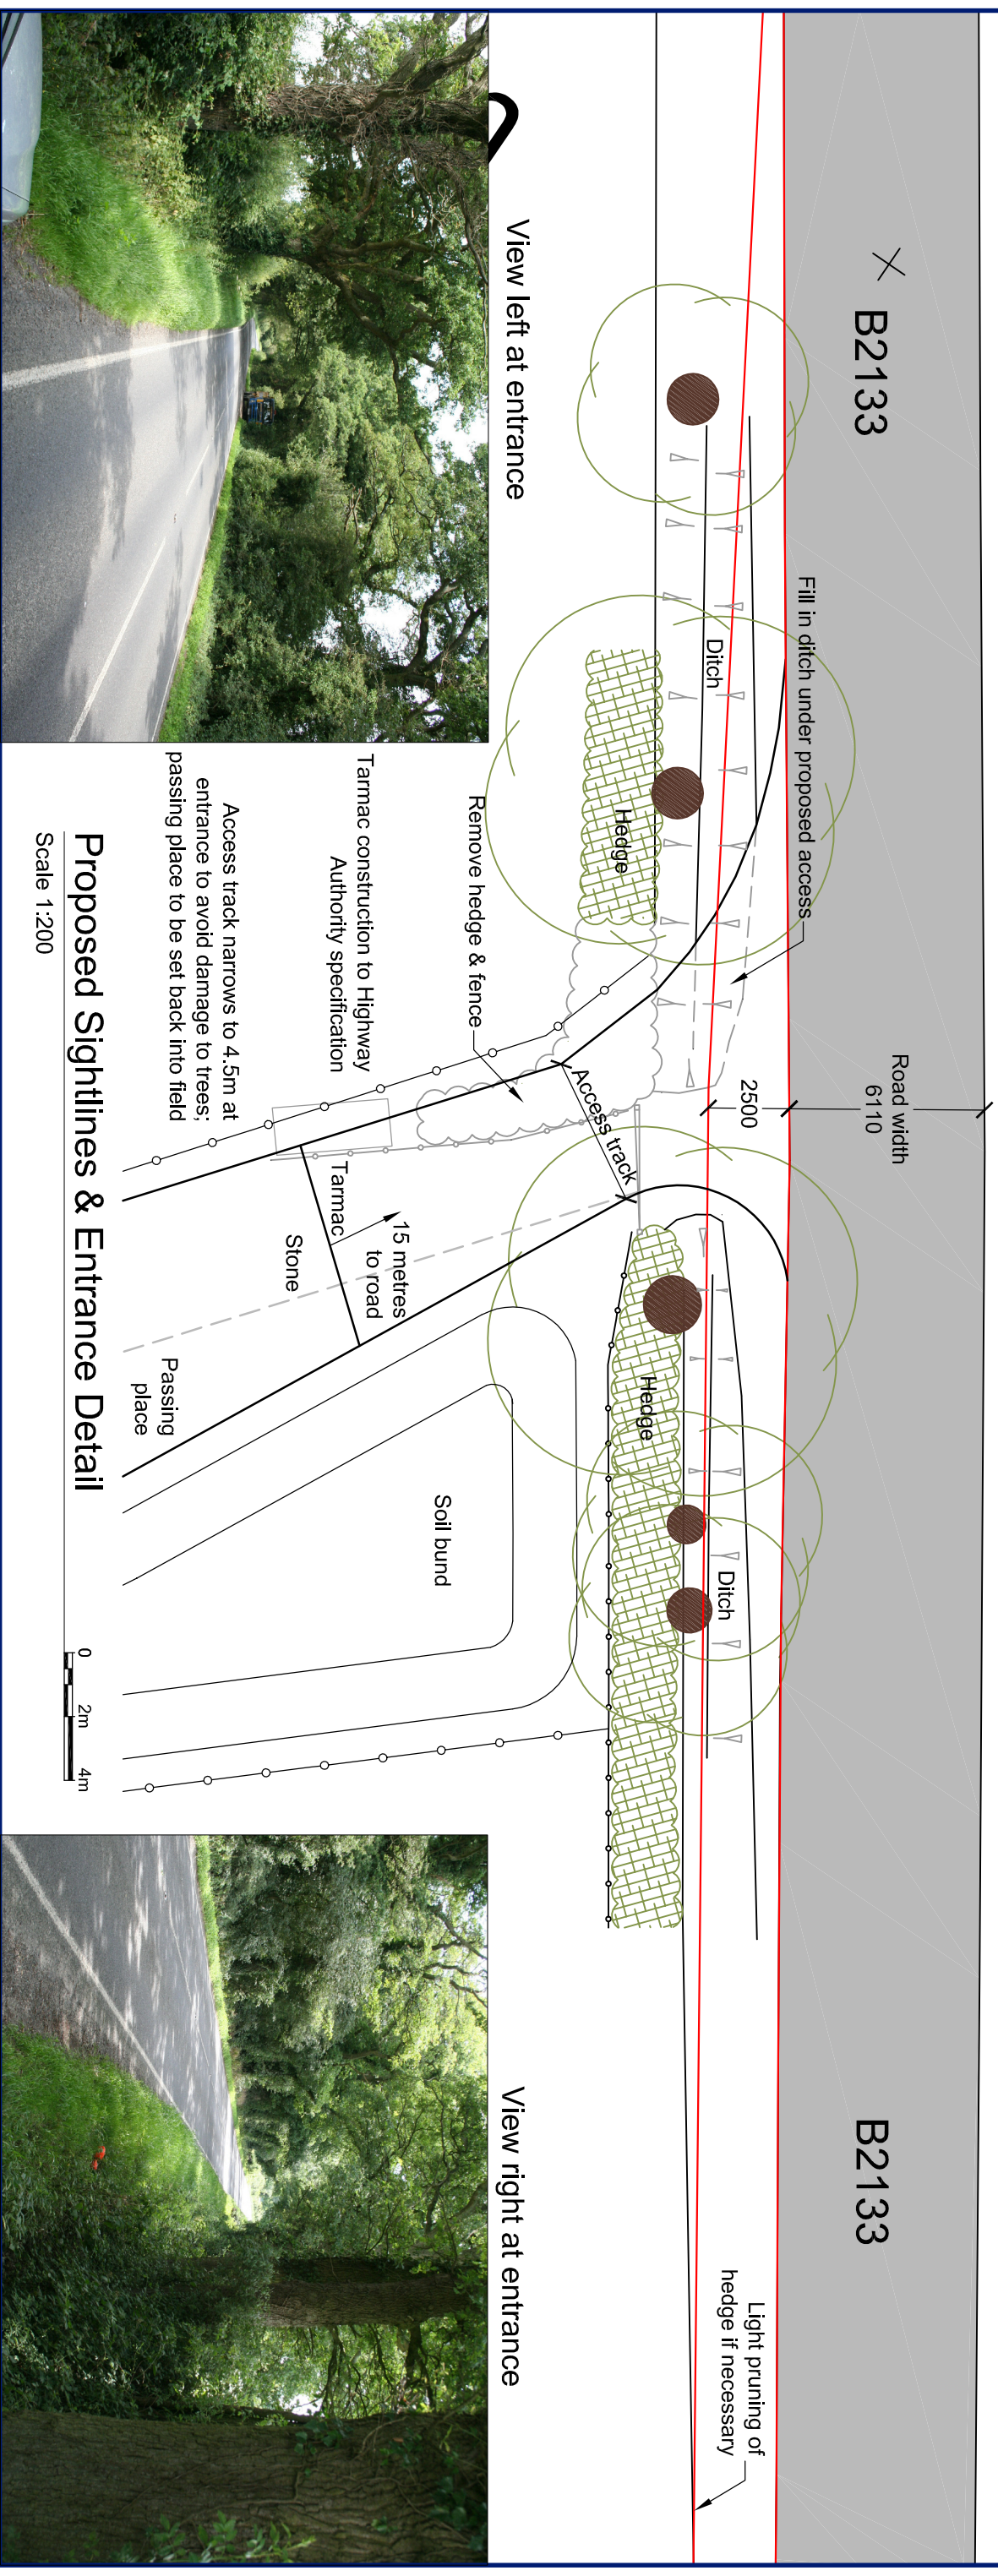 B2133
B2133
Road width
6110
2500
Fill in ditch under proposed access
Light pruning of
hedge if necessary
Ditch
Ditch
Hedge
Hedge
View left at entrance
View right at entrance
Access track
Remove hedge & fence
Tarmac construction to Highway
Authority specification
15 metres
to road
Tarmac
Stone
Soil bund
Access track narrows to 4.5m at
entrance to avoid damage to trees;
passing place to be set back into field
Passing
place
Proposed Sightlines & Entrance Detail
Scale 1:200
0 2m 4m